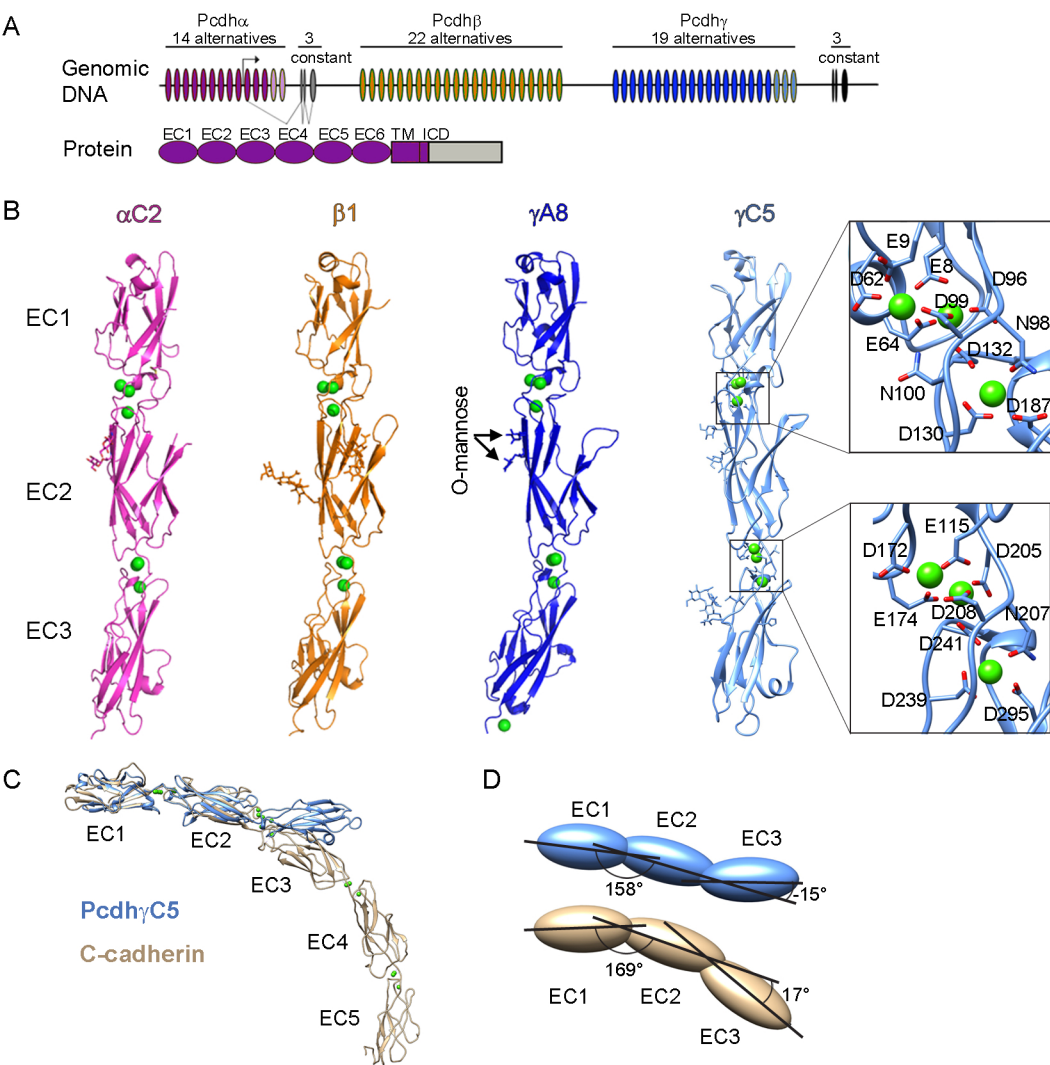 A
Pcdhα Pcdhβ Pcdhγ
14 alternatives 3 22 alternatives 19 alternatives 3
constant constant
Genomic
DNA
EC1 EC2 EC3 EC4 EC5 EC6 TM ICD
Protein
B
αC2 β1 γA8 γC5
EC1
EC2
EC3
O-mannose
E9
E8
D62
D96
D99
N98
E64
D132
N100
D187
D130
E115
D172
D205
E174
D208
N207
D241
D239
D295
C
EC1
EC2
EC3
EC4
EC5
PcdhγC5
C-cadherin
D
EC1
EC2
EC3
158°
-15°
169°
17°
EC1
EC2
EC3